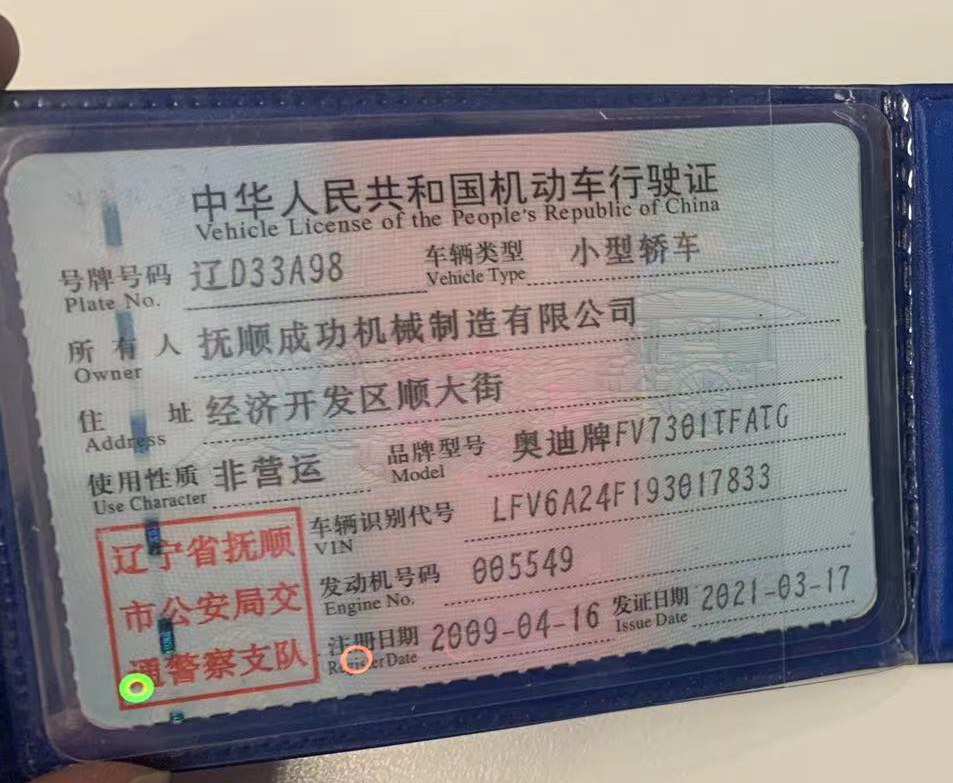 中华人民共和国机动车行驶证
Vehicle License of the People's Republic of China
号牌号码 辽D33A98 车辆类型 小型轿车
Plate No. Vehicle Type
所有人 抚顺成功机械制造有限公司
Owner
住址 经济开发区顺大街
Address
使用性质 非营运 品牌型号 奥迪牌FV7301TFATG
Use Character Model
车辆识别代号 LFV6A24F193017833
VIN
发动机号码 005549
Engine No.
注册日期 2009-04-16 发证日期 2021-03-17
Register Date Issue Date
辽宁省抚顺
市公安局交
通警察支队